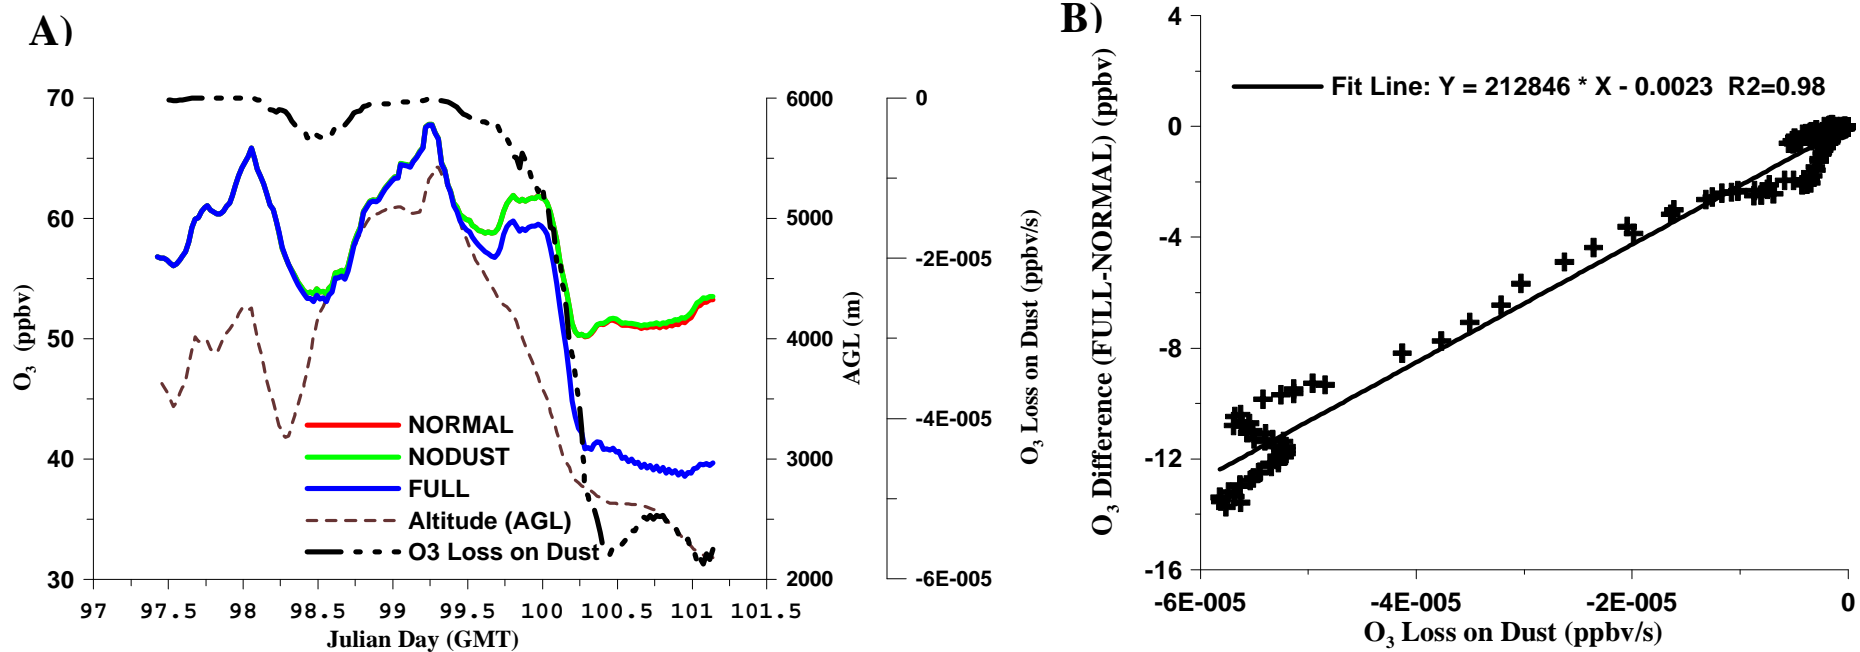 A)
B)
O3 (ppbv)
70
60
50
40
30
97 97.5 98 98.5 99 99.5 100 100.5 101 101.5
Julian Day (GMT)
NORMAL
NODUST
FULL
Altitude (AGL)
O3 Loss on Dust
6000
5000
4000
3000
2000
AGL (m)
0
-2E-005
-4E-005
-6E-005
O3 Loss on Dust (ppbv/s)
O3 Difference (FULL-NORMAL) (ppbv)
4
0
-4
-8
-12
-16
Fit Line: Y = 212846 * X - 0.0023 R2=0.98
-6E-005 -4E-005 -2E-005 0
O3 Loss on Dust (ppbv/s)